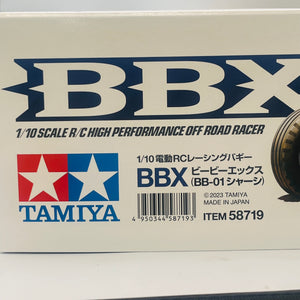 BBX
1/10 SCALE R/C HIGH PERFORMANCE OFF ROAD RACER
1/10 電動RCレーシングバギー
BBX ビービーエックス
(BB-01 シャーシ)
TAMIYA
4 950344 587193
© 2023 TAMIYA
MADE IN JAPAN
ITEM 58719